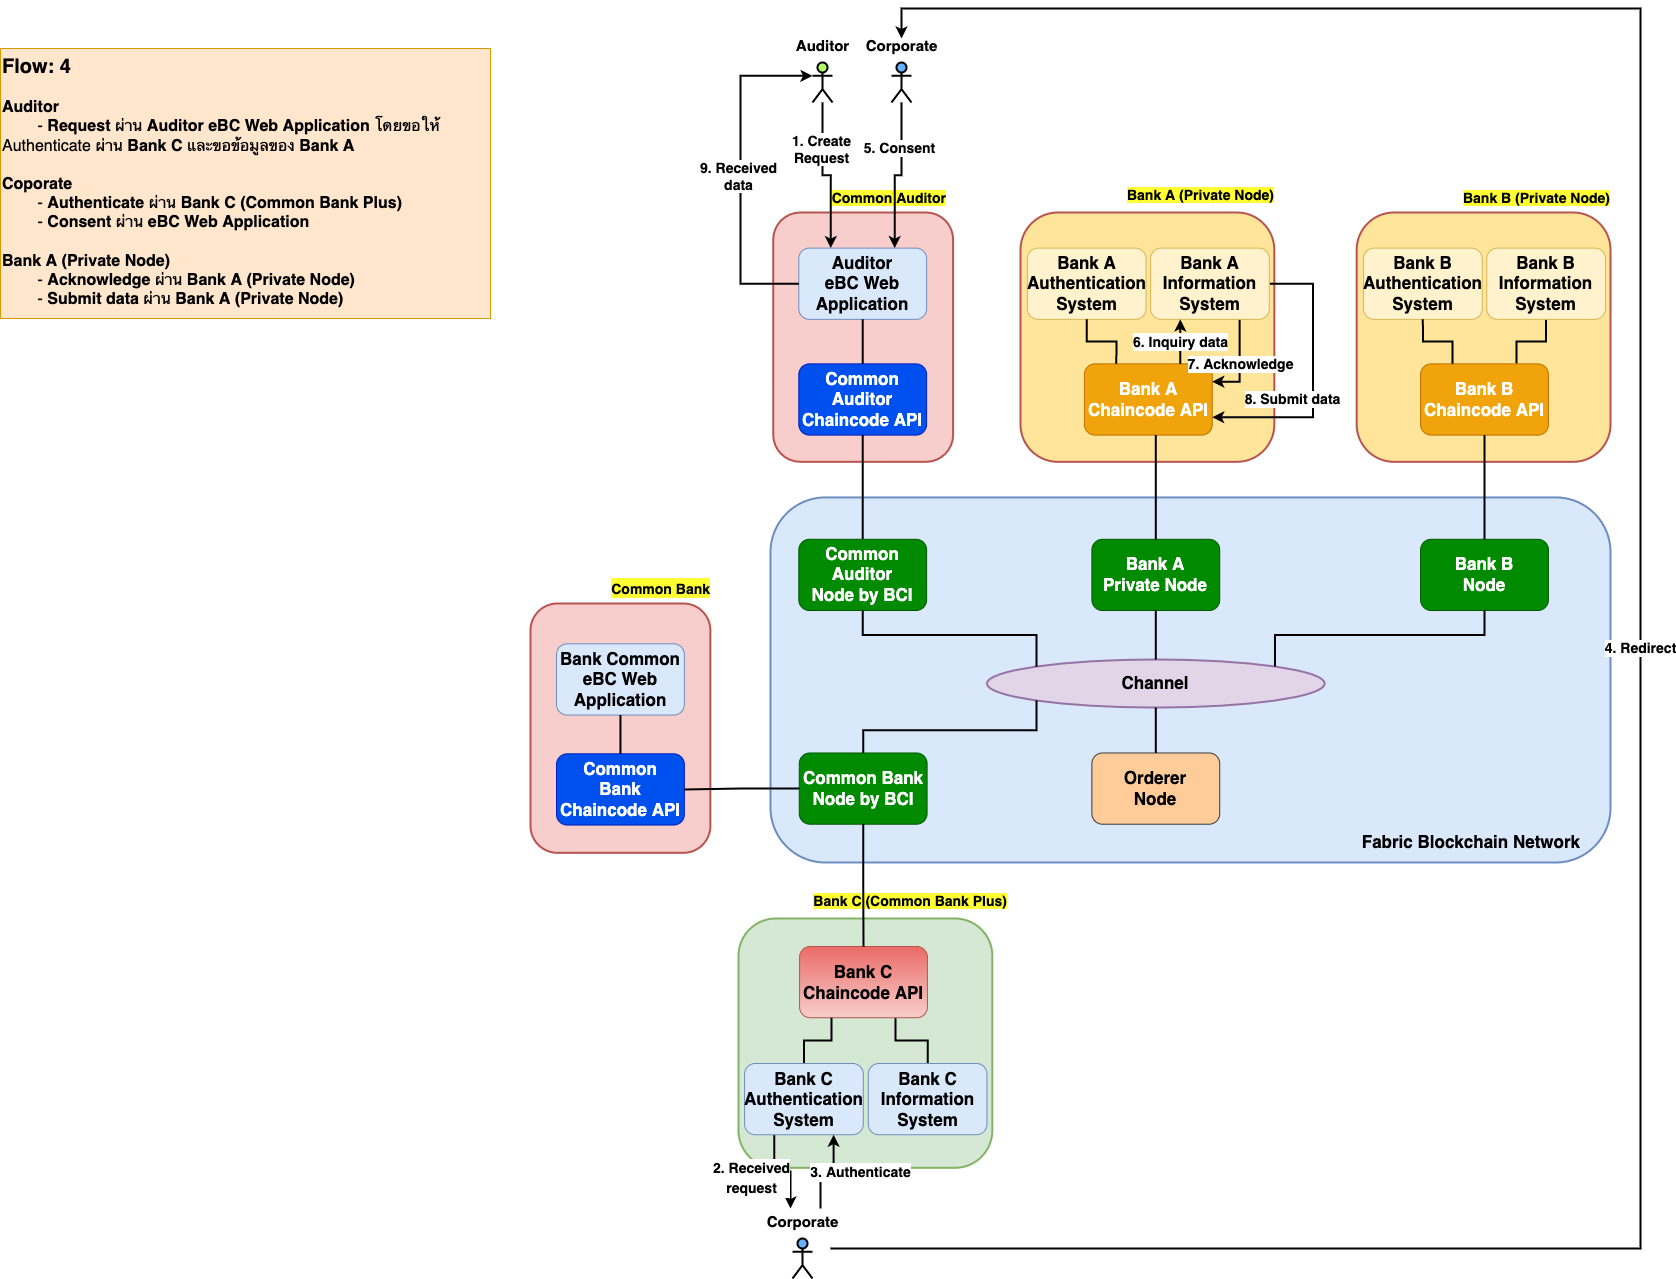 Flow: 4
Auditor
- Request ผ่าน Auditor eBC Web Application โดยขอให้
Authenticate ผ่าน Bank C และขอข้อมูลของ Bank A
Coporate
- Authenticate ผ่าน Bank C (Common Bank Plus)
- Consent ผ่าน eBC Web Application
Bank A (Private Node)
- Acknowledge ผ่าน Bank A (Private Node)
- Submit data ผ่าน Bank A (Private Node)
Auditor
Corporate
1. Create
Request
5. Consent
9. Received
data
Common Auditor
Auditor
eBC Web
Application
Common
Auditor
Chaincode API
Bank A (Private Node)
Bank A
Authentication
System
Bank A
Information
System
6. Inquiry data
7. Acknowledge
8. Submit data
Bank A
Chaincode API
Bank B (Private Node)
Bank B
Authentication
System
Bank B
Information
System
Bank B
Chaincode API
Common
Auditor
Node by BCI
Bank A
Private Node
Bank B
Node
Channel
Common Bank
Bank Common
eBC Web
Application
Common
Bank
Chaincode API
Common Bank
Node by BCI
Orderer
Node
Fabric Blockchain Network
4. Redirect
Bank C (Common Bank Plus)
Bank C
Chaincode API
Bank C
Authentication
System
Bank C
Information
System
2. Received
request
3. Authenticate
Corporate